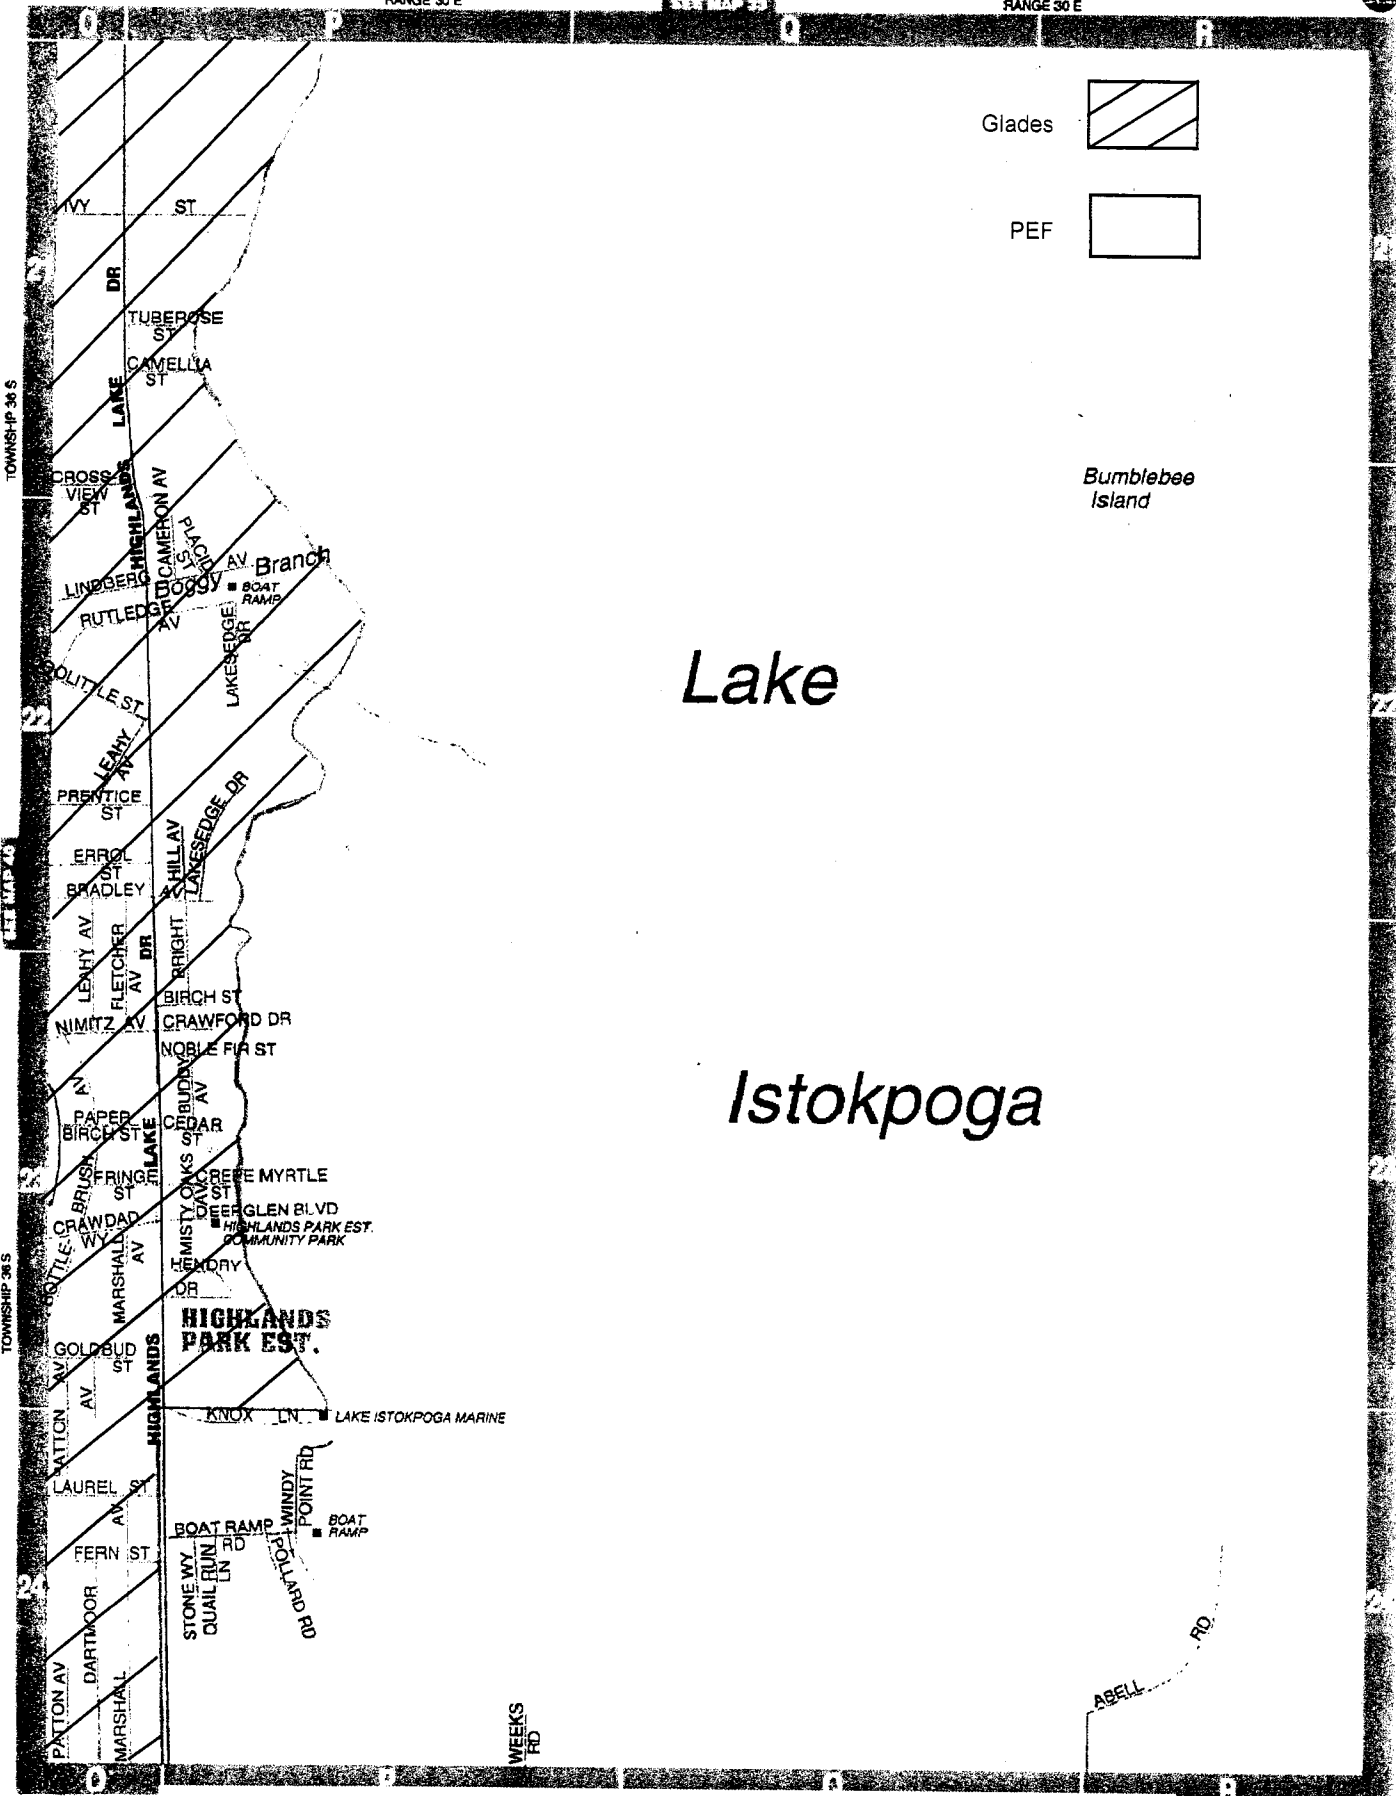 RANGE 30 E
SEE MAP 35
RANGE 30 E
O
P
Q
R
Glades
PEF
IVY ST
DR
TUBEROSE
ST
CAMELLIA
ST
LAKE
TOWNSHIP 36 S
CROSS
VIEW
ST
HIGHLANDS
CAMERON AV
PLACID
ST
Bumblebee
Island
LINDBERG AV
Boggy Branch
BOAT
RAMP
RUTLEDGE
AV
LAKESEDGE
DR
Lake
OOLITTLE ST
22
22
LEAHY
AV
PRENTICE
ST
LAKESEDGE DR
HILL AV
ERROL
ST
BRADLEY AV
LEAHY AV
FLETCHER
AV
DR
BRIGHT
BIRCH ST
NIMITZ AV
CRAWFORD DR
NOBLE FIR ST
BUDDY
AV
AV
Istokpoga
PAPER
BIRCH ST
LAKE
CEDAR
ST
23
FRINGE
ST
CREPE MYRTLE
ST
MISTY OAKS
AV
BOTTLE BRUSH
CRAWDAD
WY
DEERGLEN BLVD
HIGHLANDS PARK EST.
COMMUNITY PARK
MARSHALL
AV
HENDRY
DR
TOWNSHIP 36 S
HIGHLANDS
PARK EST.
GOLDBUD
ST
HIGHLANDS
AV
AV
KNOX LN
LAKE ISTOKPOGA MARINE
LAUREL ST
WINDY
POINT RD
AV
BOAT RAMP
RD
BOAT
RAMP
FERN ST
STONE WY
QUAIL RUN
LN
POLLARD RD
24
DARTMOOR
PATTON AV
MARSHALL
WEEKS
RD
ABELL RD
O
Q